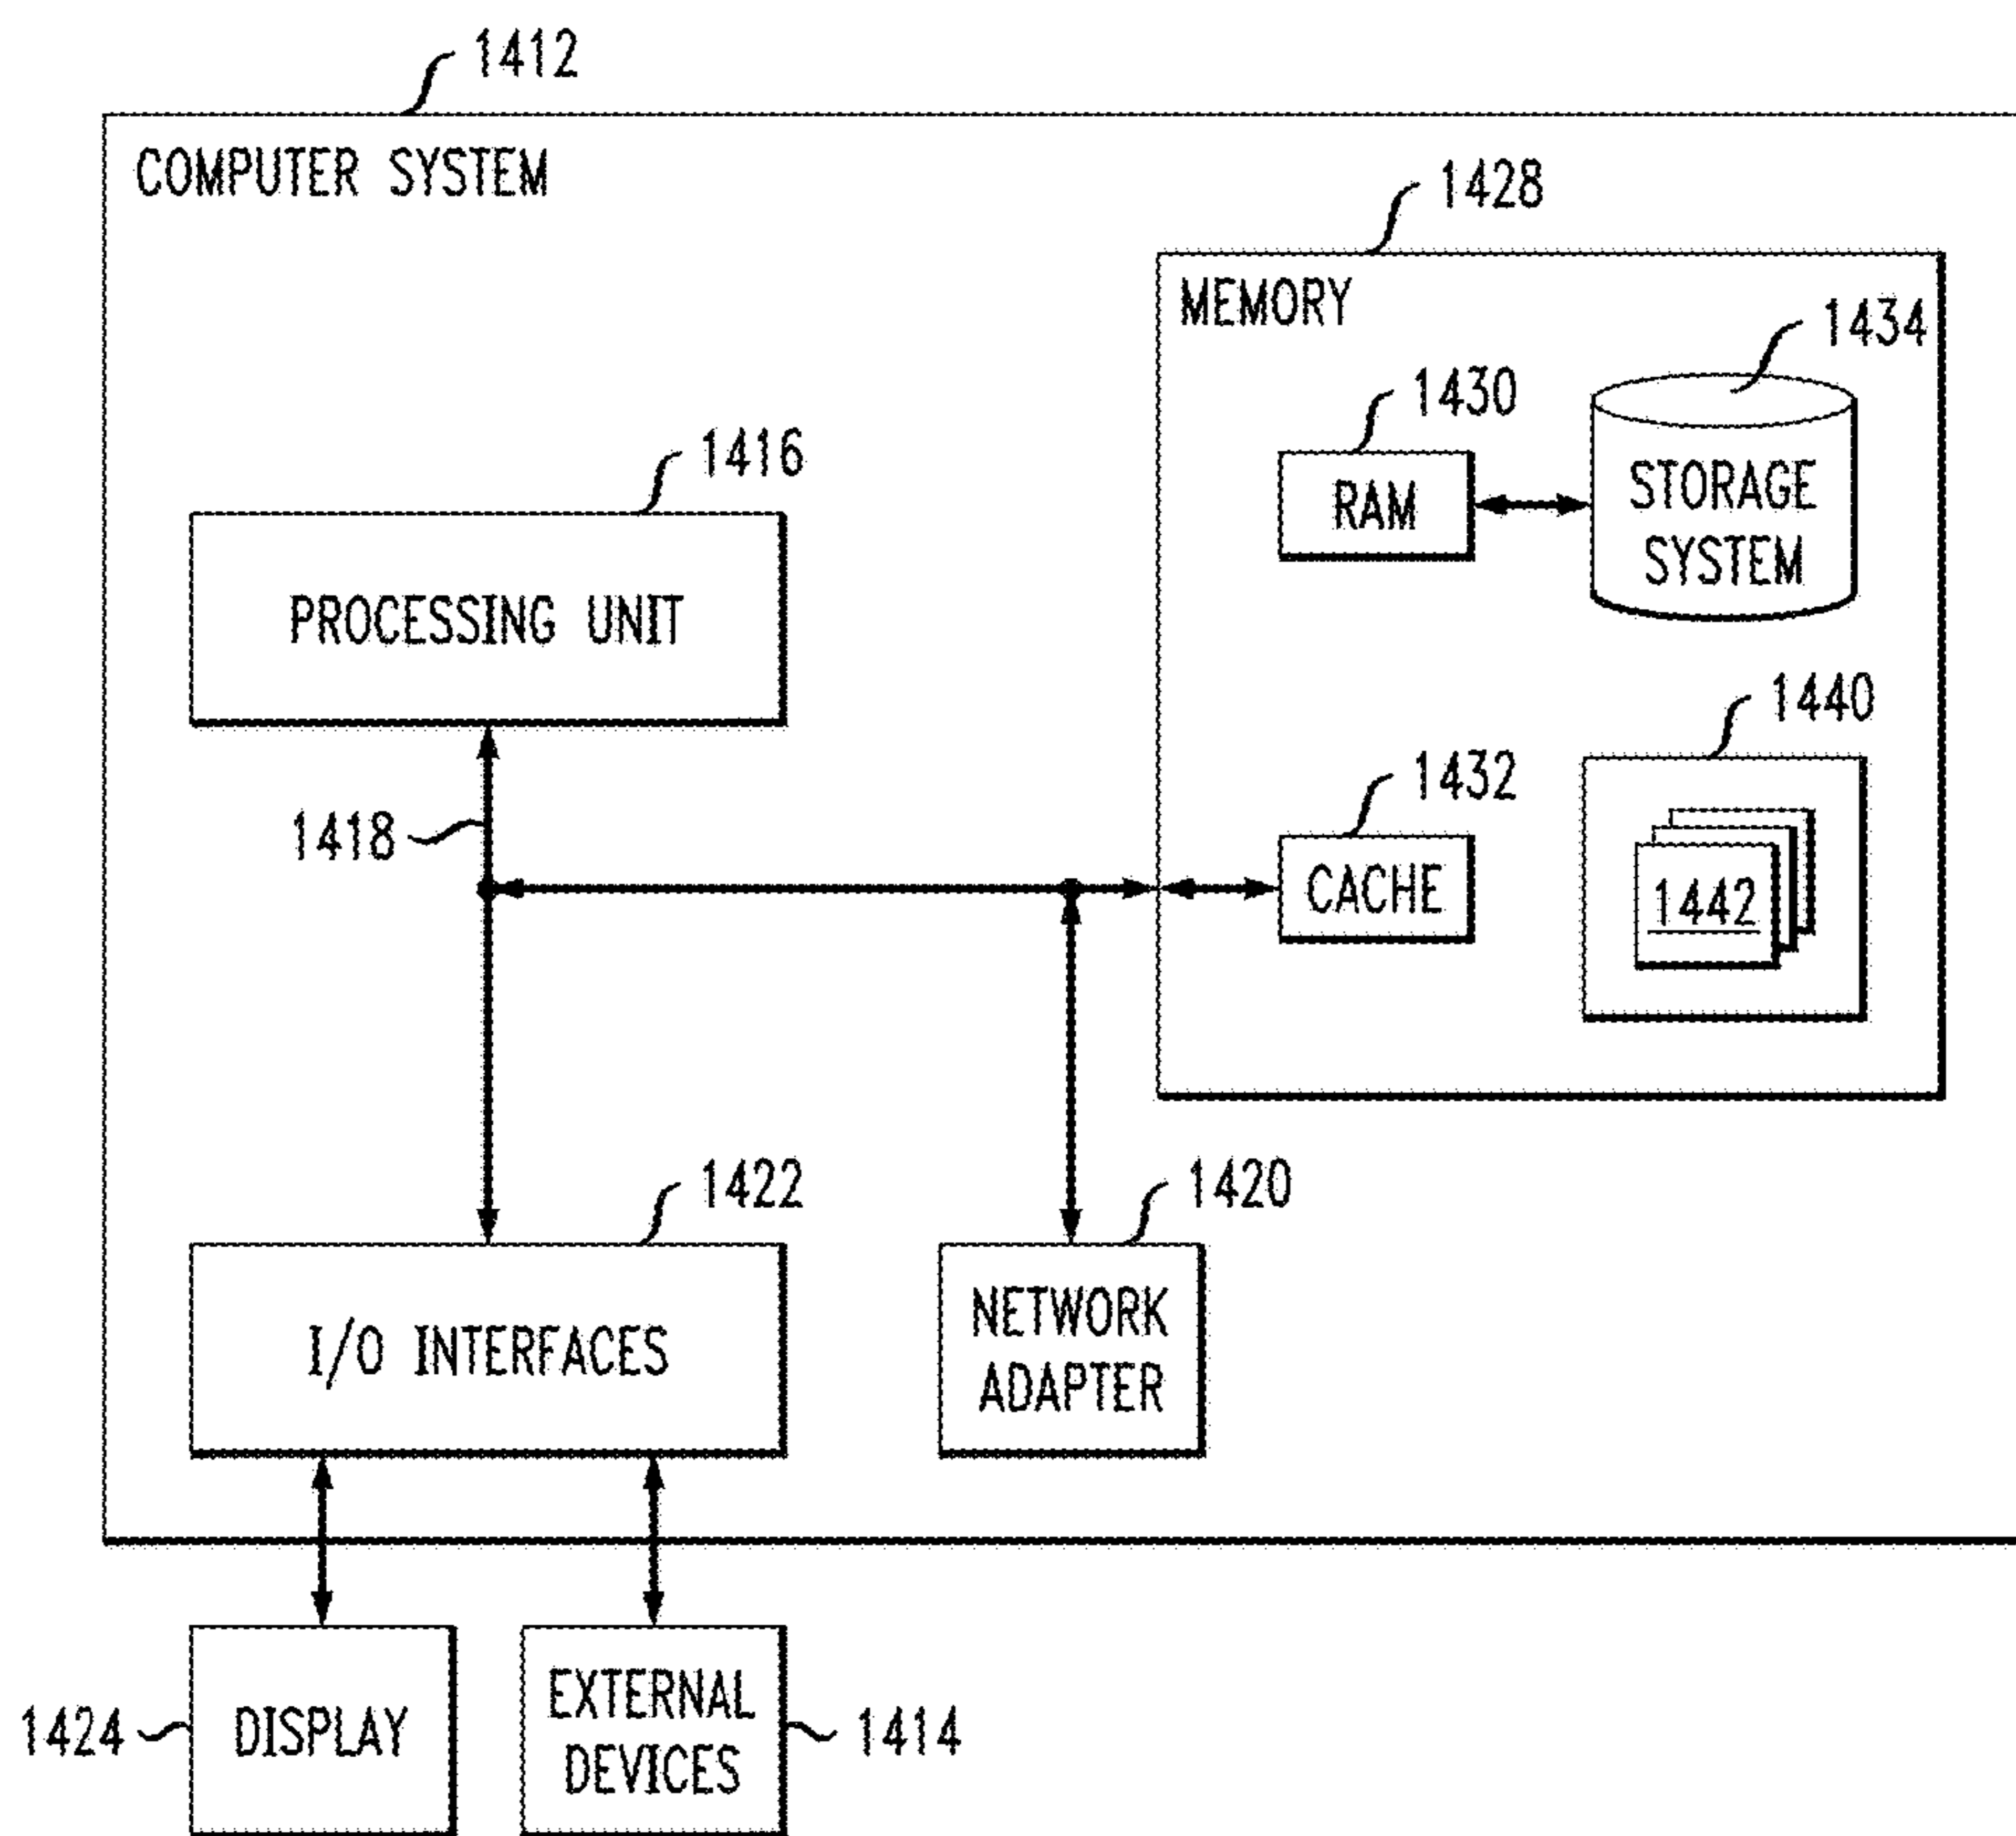 1412
COMPUTER SYSTEM
1428
MEMORY
1434
1430
RAM
STORAGE
SYSTEM
1416
PROCESSING UNIT
1440
1432
1418
CACHE
1442
1422
1420
I/O INTERFACES
NETWORK
ADAPTER
1424
DISPLAY
EXTERNAL
DEVICES
1414